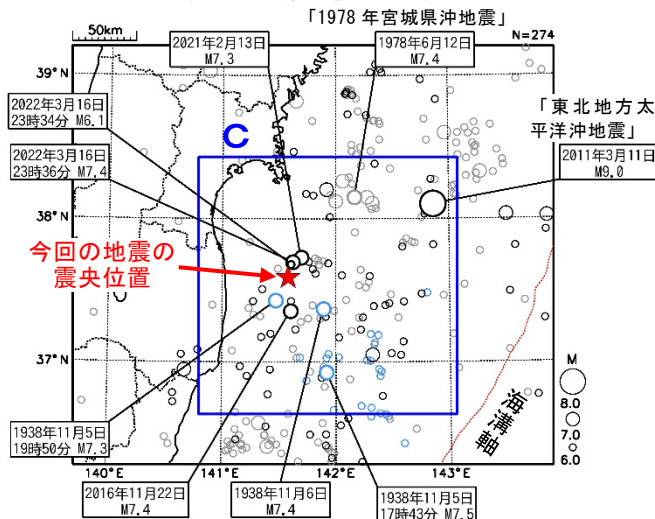 「1978年宮城県沖地震」
50km
N=274
2021年2月13日
M7.3
1978年6月12日
M7.4
39°N
2022年3月16日
23時34分 M6.1
C
「東北地方太
平洋沖地震」
2022年3月16日
23時36分 M7.4
2011年3月11日
M9.0
38°N
今回の地震の
震央位置
37°N
M
8.0
7.0
6.0
海溝軸
1938年11月5日
19時50分 M7.3
140°E
141°E
142°E
143°E
2016年11月22日
M7.4
1938年11月6日
M7.4
1938年11月5日
17時43分 M7.5